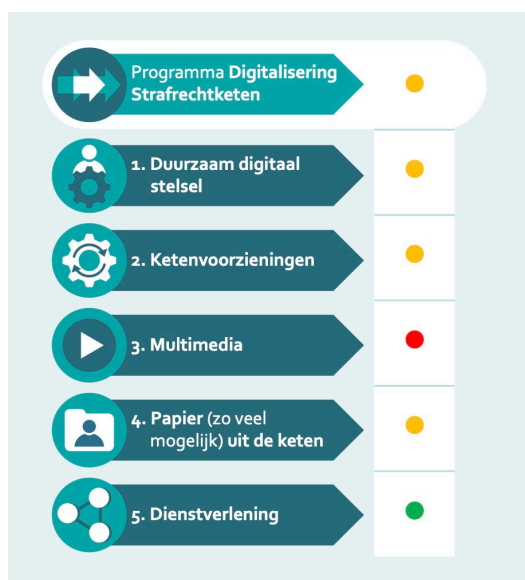 Programma Digitalisering
Strafrechtketen
1. Duurzaam digitaal
stelsel
2. Ketenvoorzieningen
3. Multimedia
4. Papier (zo veel
mogelijk) uit de keten
5. Dienstverlening